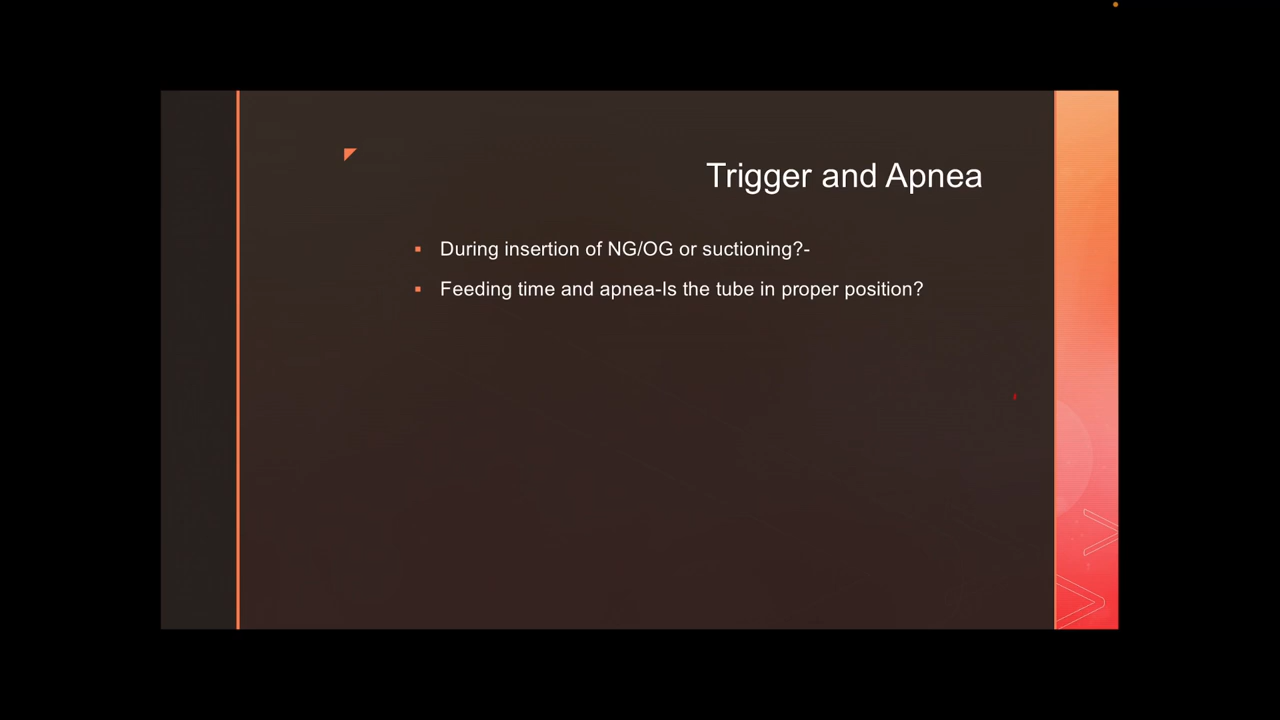 Trigger and Apnea
During insertion of NG/OG or suctioning?-
Feeding time and apnea-Is the tube in proper position?